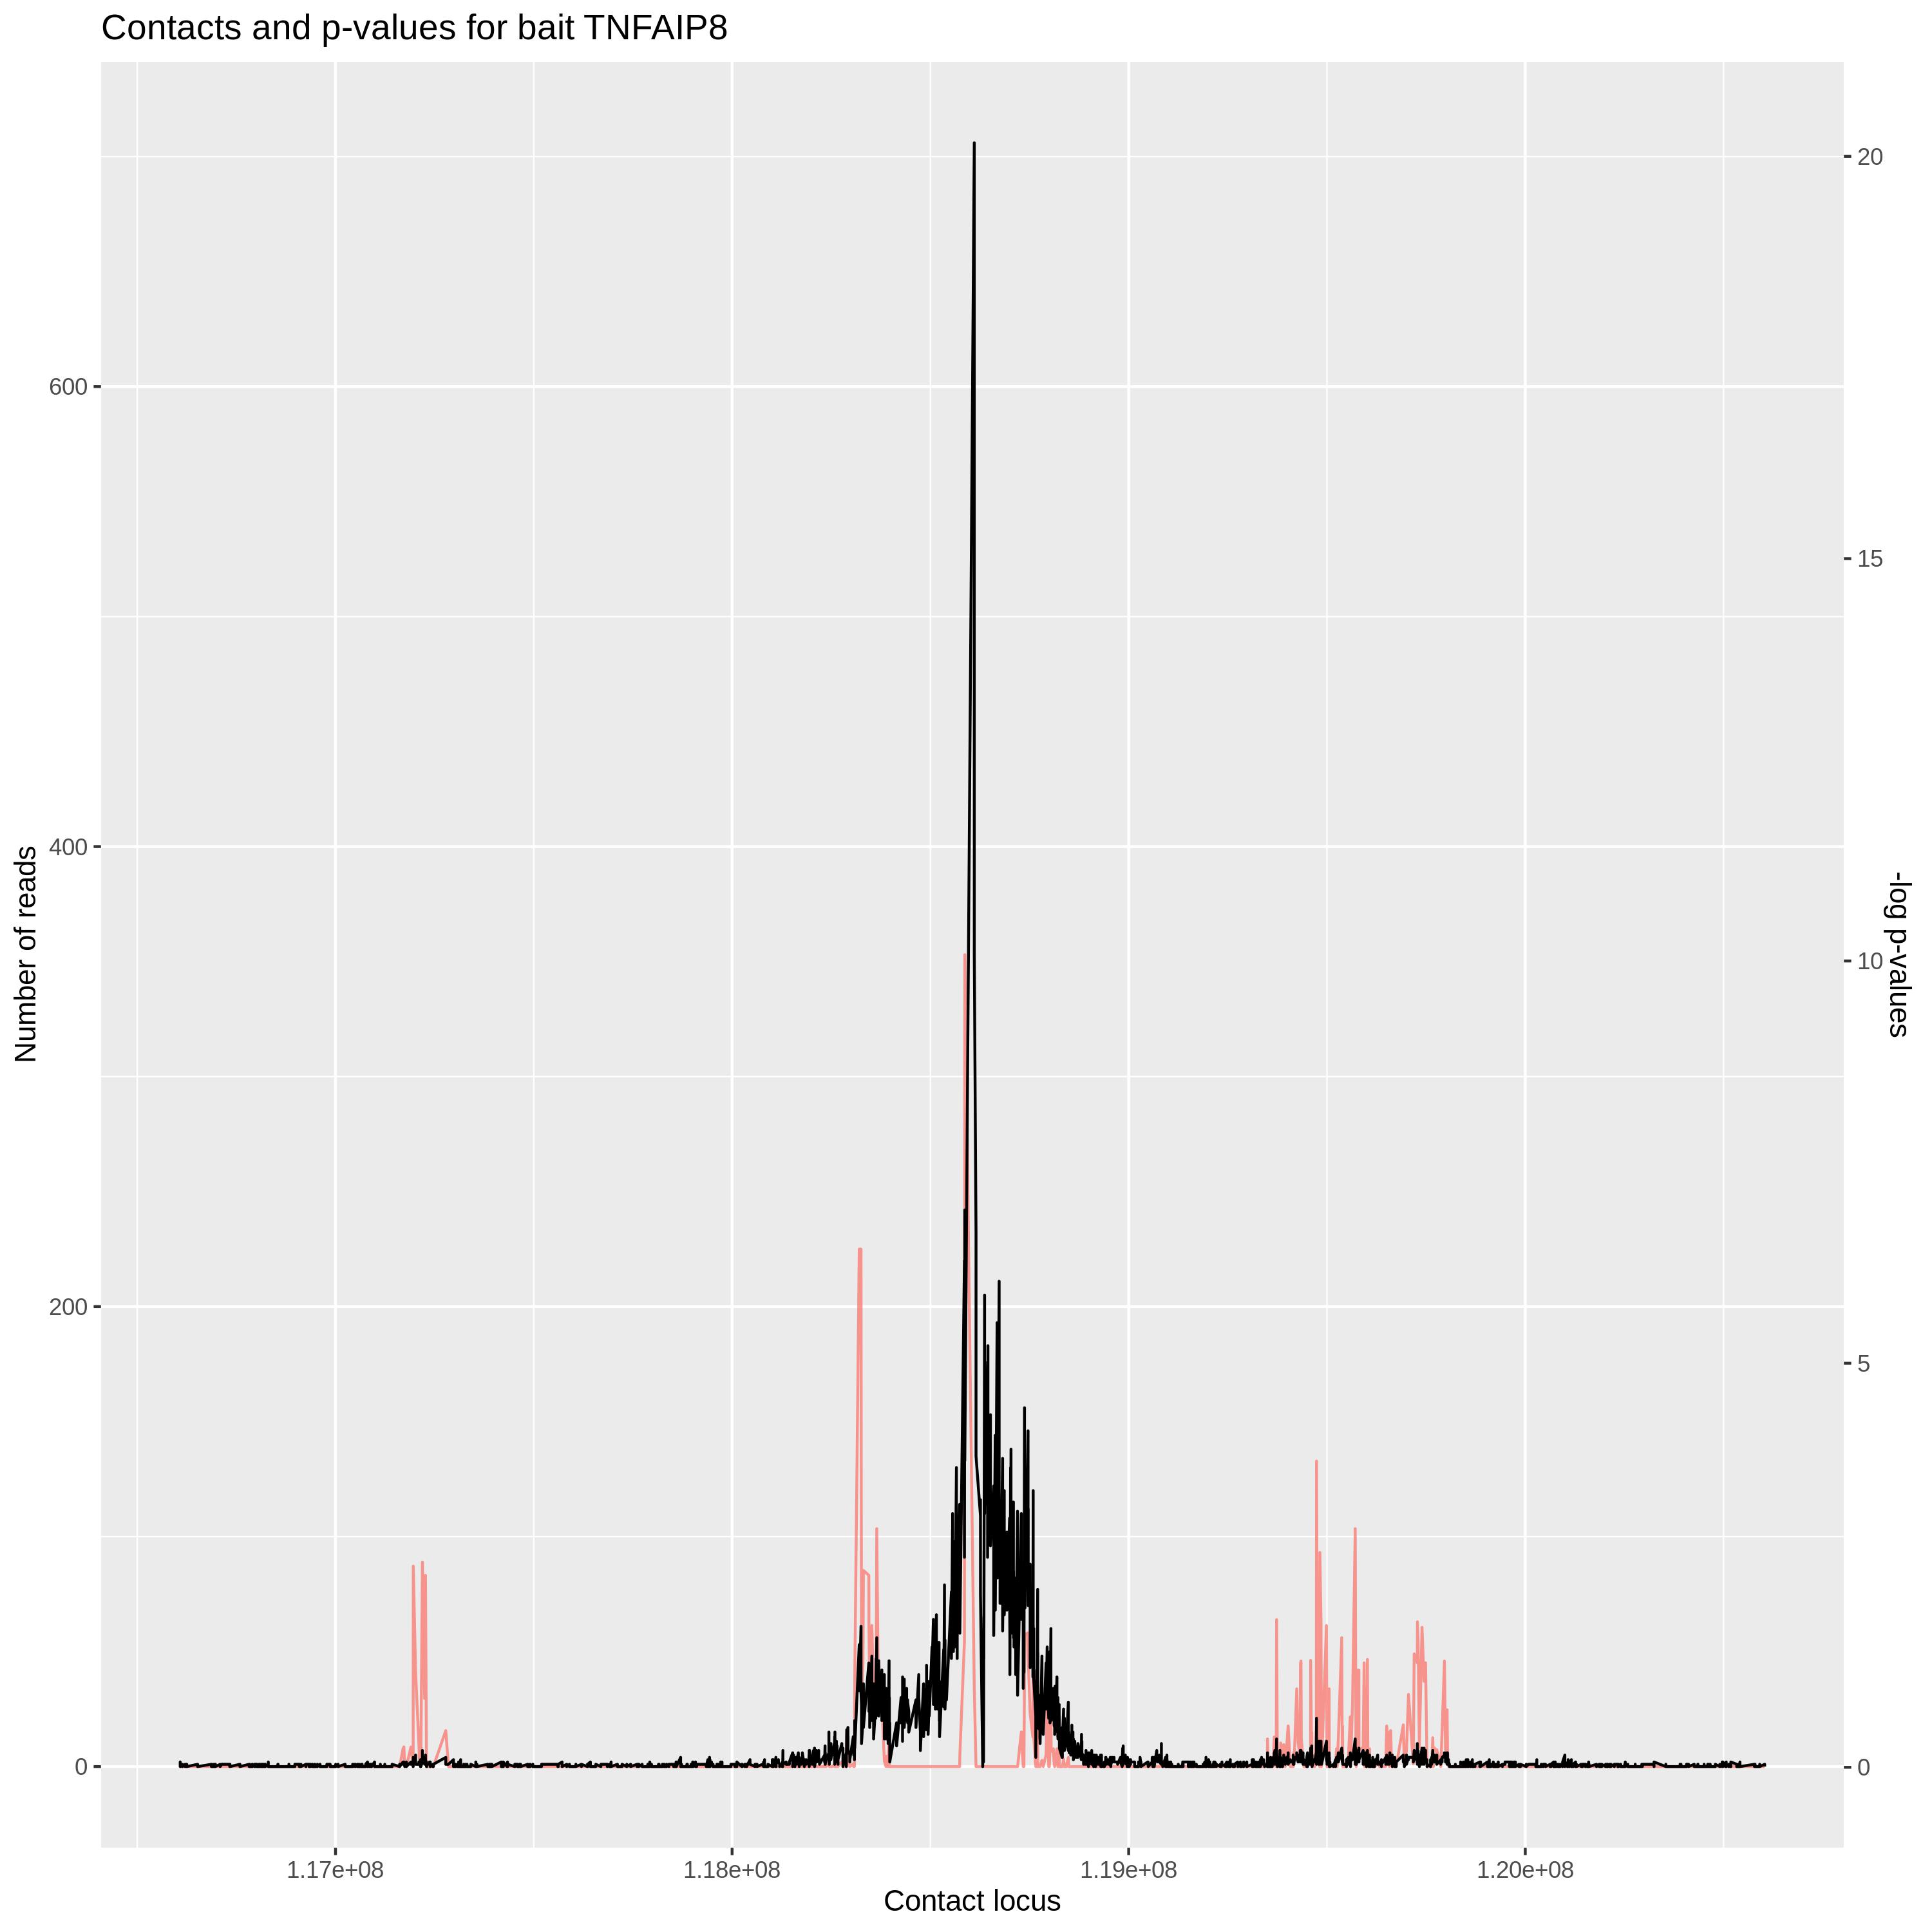 Contacts and p-values for bait TNFAIP8
20
600
15
400
Number of reads
-log p-values
10
200
5
0
0
1.17e+08 1.18e+08 1.19e+08 1.20e+08
Contact locus